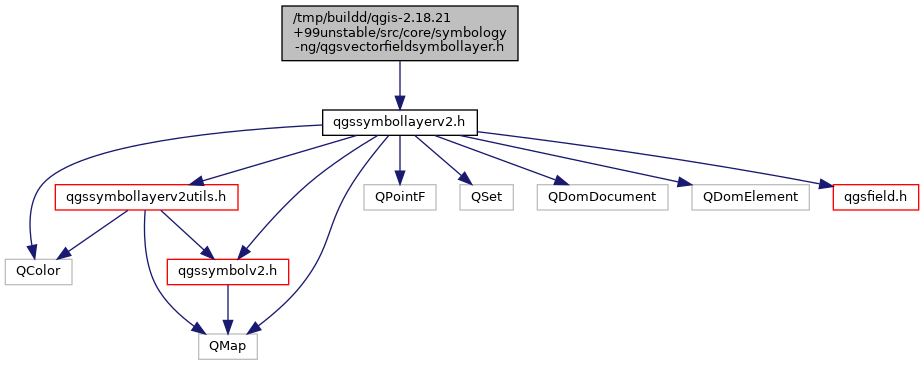 /tmp/buildd/qgis-2.18.21
+99unstable/src/core/symbology
-ng/qgsvectorfieldsymbollayer.h
qgssymbollayerv2.h
qgssymbollayerv2utils.h
QPointF
QSet
QDomDocument
QDomElement
qgsfield.h
QColor
qgssymbolv2.h
QMap